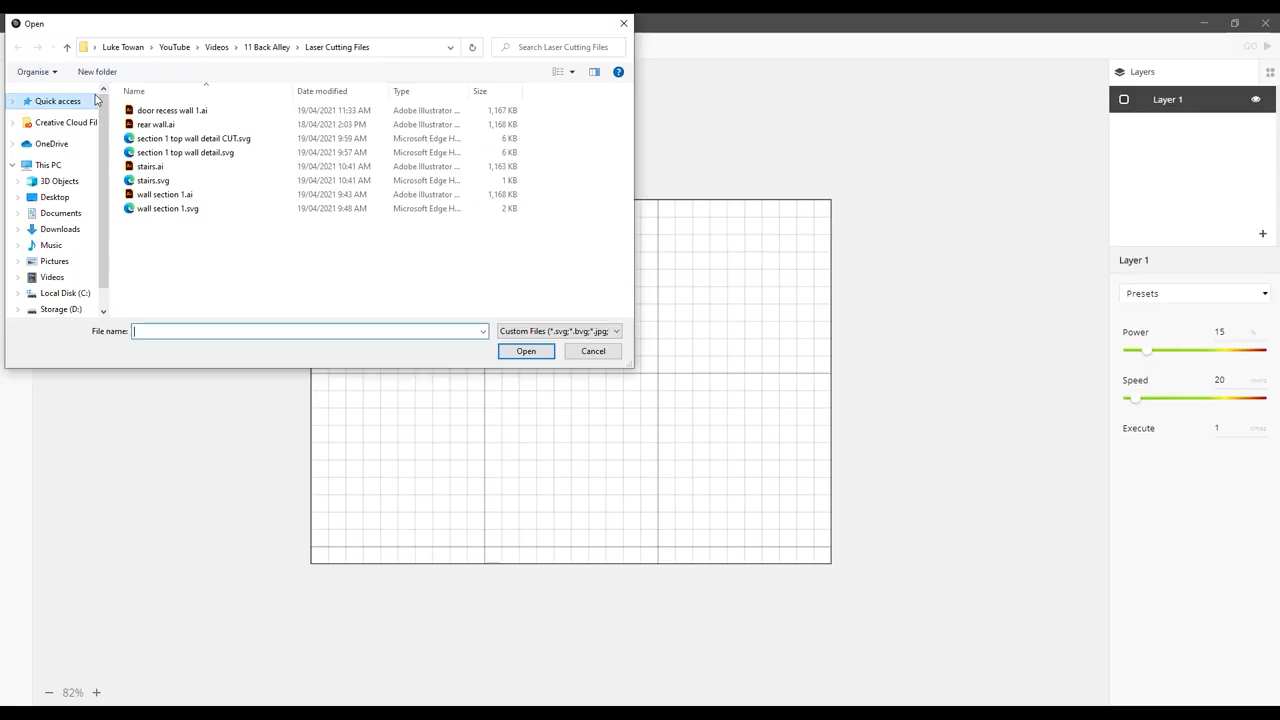 Open
Luke Towan > YouTube > Videos > 11 Back Alley > Laser Cutting Files
Search Laser Cutting Files
Organise
New folder
Quick access
Creative Cloud Fil
OneDrive
This PC
3D Objects
Desktop
Documents
Downloads
Music
Pictures
Videos
Local Disk (C:)
Storage (D:)
Name Date modified Type Size
door recess wall 1.ai 19/04/2021 11:33 AM Adobe Illustrator ... 1,167 KB
rear wall.ai 18/04/2021 2:03 PM Adobe Illustrator ... 1,168 KB
section 1 top wall detail CUT.svg 19/04/2021 9:59 AM Microsoft Edge H... 6 KB
section 1 top wall detail.svg 19/04/2021 9:57 AM Microsoft Edge H... 6 KB
stairs.ai 19/04/2021 10:41 AM Adobe Illustrator ... 1,163 KB
stairs.svg 19/04/2021 10:41 AM Microsoft Edge H... 1 KB
wall section 1.ai 19/04/2021 9:43 AM Adobe Illustrator ... 1,168 KB
wall section 1.svg 19/04/2021 9:48 AM Microsoft Edge H... 2 KB
File name:
Custom Files (*.svg;*.bvg;*.jpg;
Open
Cancel
GO
Layers
Layer 1
Layer 1
Presets
Power 15 %
Speed 20 mm/s
Execute 1 times
82%